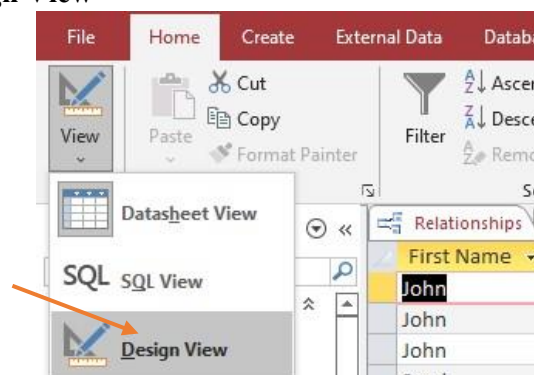 File Home Create External Data
Cut
Copy
Format Painter
View
Paste
Filter
Datasheet View
SQL SQL View
Design View
Relationships
First Name
John
John
John